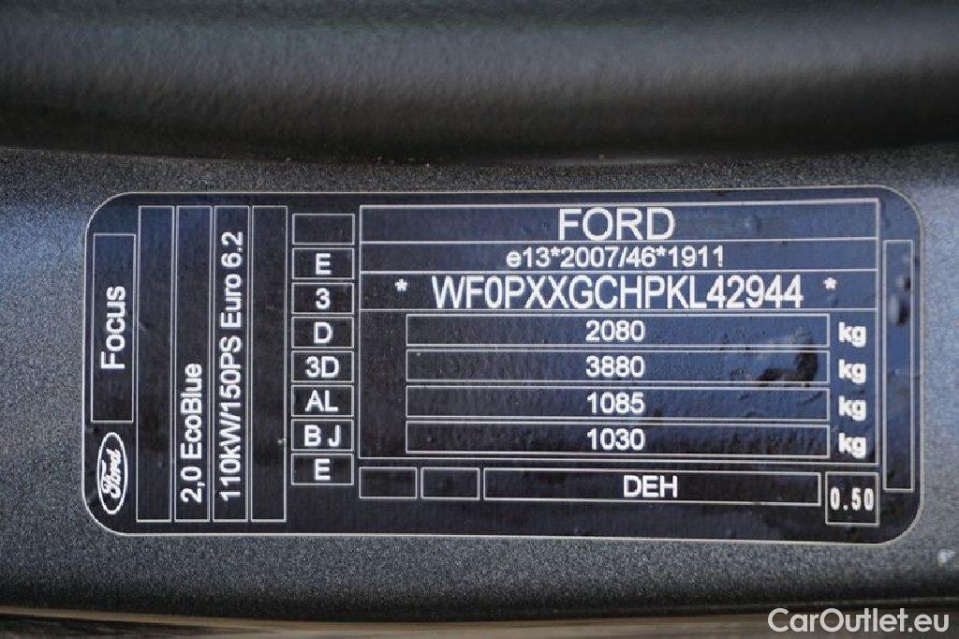 Focus
Ford
2,0 EcoBlue
110kW/150PS Euro 6.2
E
3
D
3D
AL
B J
E
FORD
e13*2007/46*1911
* WF0PXXGCHPKL42944 *
2080 kg
3880 kg
1085 kg
1030 kg
DEH
0.50
CarOutlet.eu